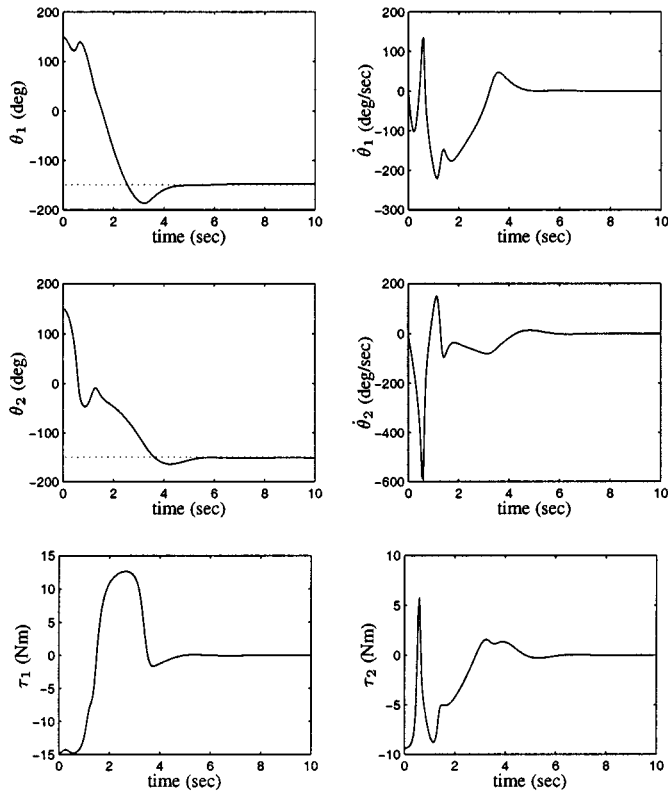 200
100
0
−100
−200
θ₁ (deg)
0 2 4 6 8 10
time (sec)
200
100
0
−100
−200
−300
θ̇₁ (deg/sec)
0 2 4 6 8 10
time (sec)
200
100
0
−100
−200
θ₂ (deg)
0 2 4 6 8 10
time (sec)
200
0
−200
−400
−600
θ̇₂ (deg/sec)
0 2 4 6 8 10
time (sec)
15
10
5
0
−5
−10
−15
τ₁ (Nm)
0 2 4 6 8 10
time (sec)
10
5
0
−5
−10
τ₂ (Nm)
0 2 4 6 8 10
time (sec)